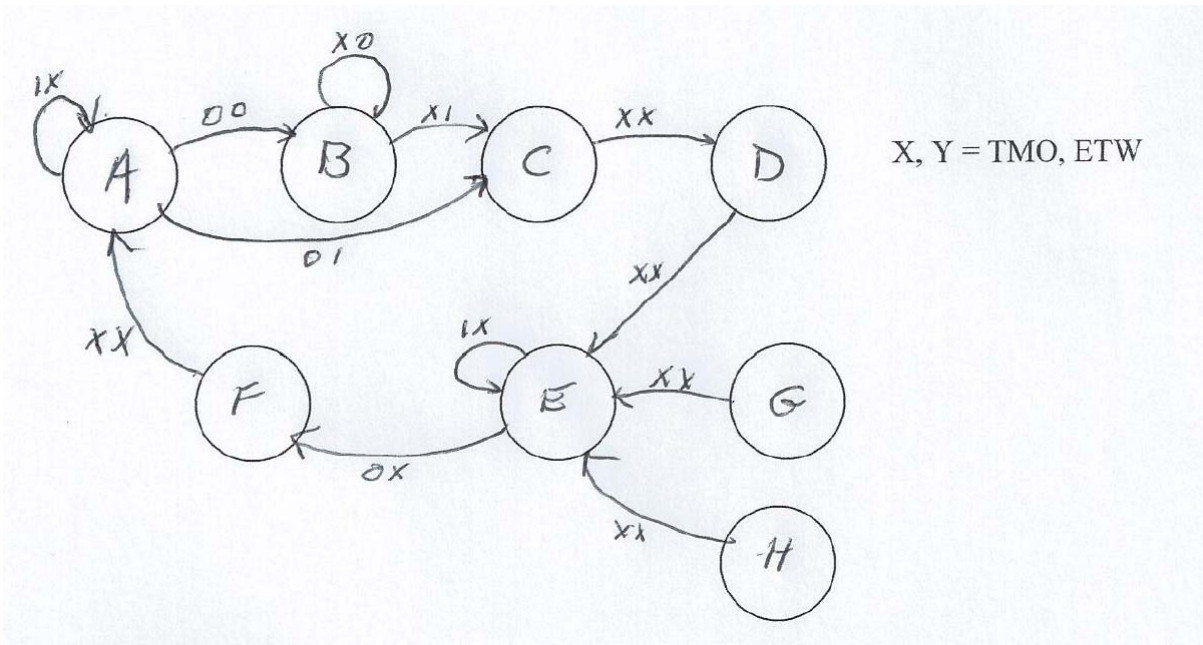 X0
1X
00
X1
XX
A
B
C
D
X, Y = TMO, ETW
01
XX
1X
XX
XX
F
E
G
0X
XX
H